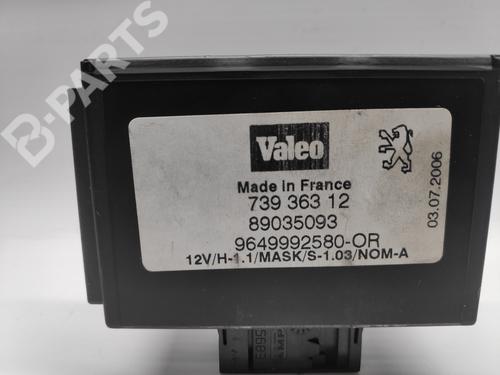 B-PARTS
Valeo
Made in France
739 363 12
89035093
9649992580-OR
12V/H-1.1/MASK/S-1.03/NOM-A
03.07.2006
AMP